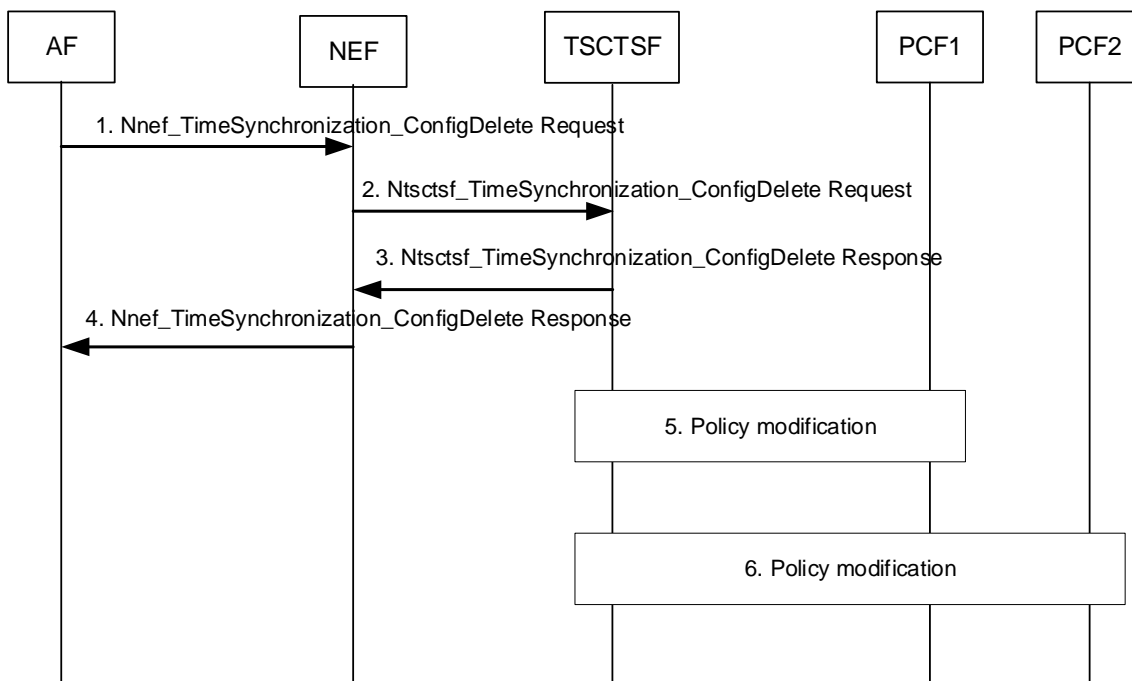 AF
NEF
TSCTSF
PCF1
PCF2
1. Nnef_TimeSynchronization_ConfigDelete Request
2. Ntsctsf_TimeSynchronization_ConfigDelete Request
3. Ntsctsf_TimeSynchronization_ConfigDelete Response
4. Nnef_TimeSynchronization_ConfigDelete Response
5. Policy modification
6. Policy modification